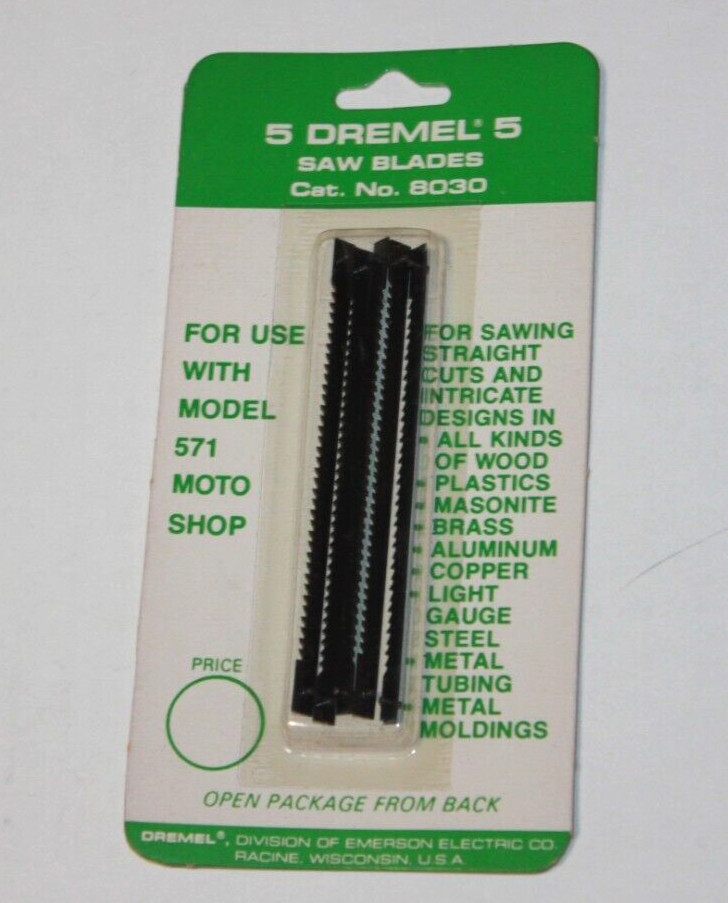 5 DREMEL® 5
SAW BLADES
Cat. No. 8030
FOR USE
WITH
MODEL
571
MOTO
SHOP
FOR SAWING
STRAIGHT
CUTS AND
INTRICATE
DESIGNS IN
• ALL KINDS
OF WOOD
• PLASTICS
• MASONITE
• BRASS
• ALUMINUM
• COPPER
• LIGHT
GAUGE
STEEL
• METAL
TUBING
• METAL
MOLDINGS
PRICE
OPEN PACKAGE FROM BACK
DREMEL®, DIVISION OF EMERSON ELECTRIC CO.
RACINE, WISCONSIN, U.S.A.